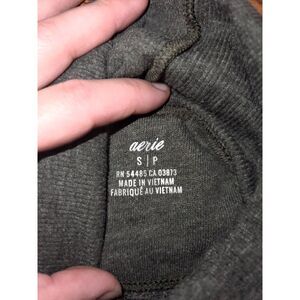 aerie
S | P
RN 54485 CA 03873
MADE IN VIETNAM
FABRIQUÉ AU VIETNAM